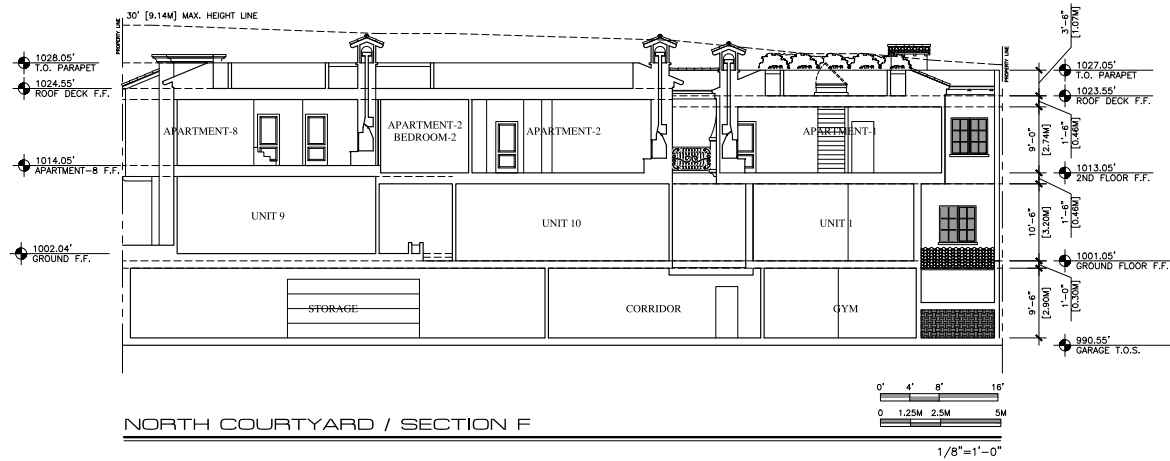 30' [9.14M] MAX. HEIGHT LINE
PROPERTY LINE
PROPERTY LINE
3'-6"
[1.07M]
1028.05'
T.O. PARAPET
1024.55'
ROOF DECK F.F.
1014.05'
APARTMENT-8 F.F.
1002.04'
GROUND F.F.
APARTMENT-8
APARTMENT-2
BEDROOM-2
APARTMENT-2
APARTMENT-1
UNIT 9
UNIT 10
UNIT 1
STORAGE
CORRIDOR
GYM
1027.05'
T.O. PARAPET
1023.55'
ROOF DECK F.F.
9'-0"
[2.74M]
1'-6"
[0.46M]
1013.05'
2ND FLOOR F.F.
10'-6"
[3.20M]
1'-6"
[0.46M]
1001.05'
GROUND FLOOR F.F.
9'-6"
[2.90M]
1'-0"
[0.30M]
990.55'
GARAGE T.O.S.
0' 4' 8' 16'
0 1.25M 2.5M 5M
NORTH COURTYARD / SECTION F
1/8"=1'-0"